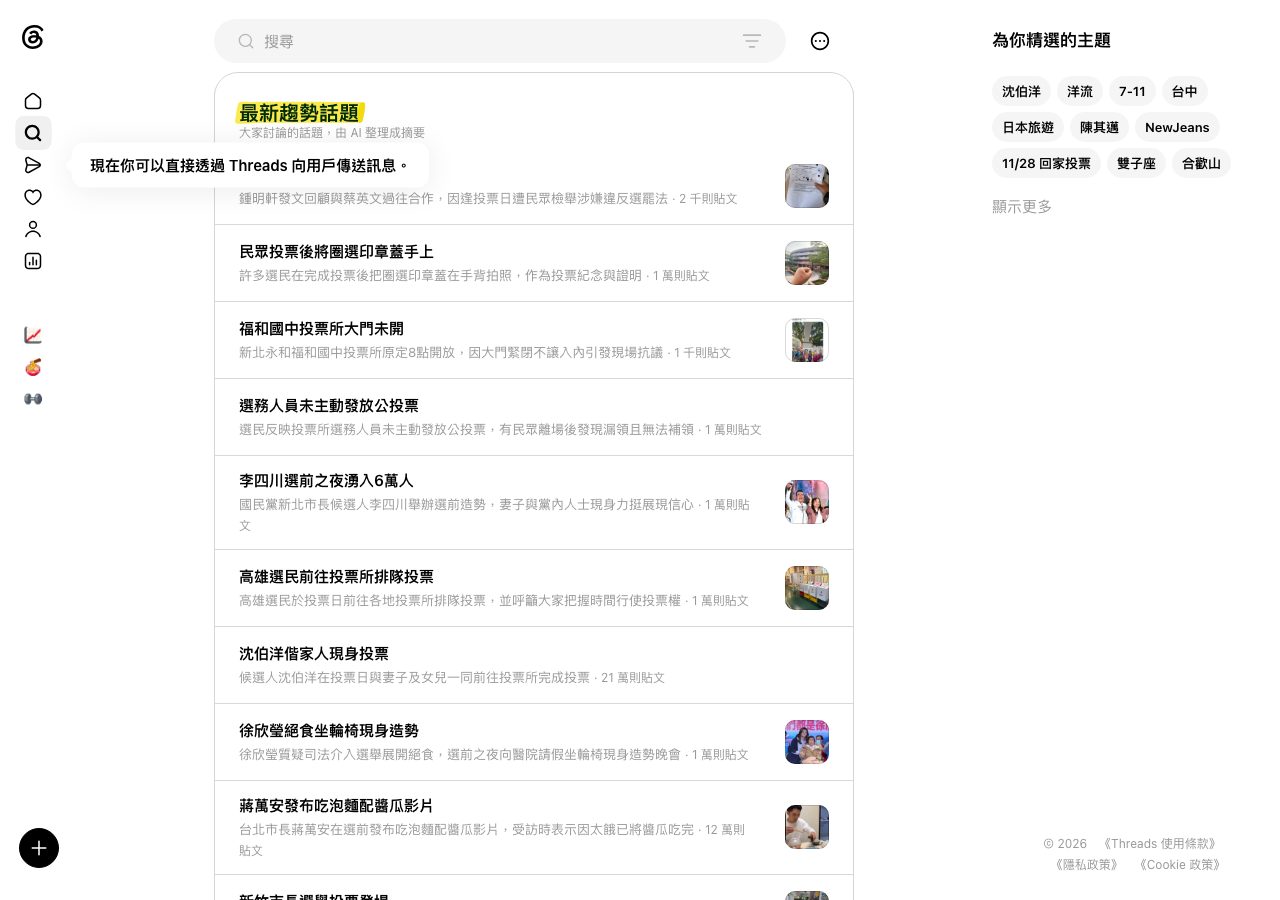 搜尋
最新趨勢話題
大家討論的話題，由 AI 整理成摘要
現在你可以直接透過 Threads 向用戶傳送訊息。
鍾明軒發文回顧與蔡英文過往合作，因逢投票日遭民眾檢舉涉嫌違反選罷法 · 2 千則貼文
民眾投票後將圈選印章蓋手上
許多選民在完成投票後把圈選印章蓋在手背拍照，作為投票紀念與證明 · 1 萬則貼文
福和國中投票所大門未開
新北永和福和國中投票所原定8點開放，因大門緊閉不讓入內引發現場抗議 · 1 千則貼文
選務人員未主動發放公投票
選民反映投票所選務人員未主動發放公投票，有民眾離場後發現漏領且無法補領 · 1 萬則貼文
李四川選前之夜湧入6萬人
國民黨新北市長候選人李四川舉辦選前造勢，妻子與黨內人士現身力挺展現信心 · 1 萬則貼
文
高雄選民前往投票所排隊投票
高雄選民於投票日前往各地投票所排隊投票，並呼籲大家把握時間行使投票權 · 1 萬則貼文
沈伯洋偕家人現身投票
候選人沈伯洋在投票日與妻子及女兒一同前往投票所完成投票 · 21 萬則貼文
徐欣瑩絕食坐輪椅現身造勢
徐欣瑩質疑司法介入選舉展開絕食，選前之夜向醫院請假坐輪椅現身造勢晚會 · 1 萬則貼文
蔣萬安發布吃泡麵配醬瓜影片
台北市長蔣萬安在選前發布吃泡麵配醬瓜影片，受訪時表示因太餓已將醬瓜吃完 · 12 萬則
貼文
新竹市長選舉投票登場
為你精選的主題
沈伯洋 洋流 7-11 台中
日本旅遊 陳其邁 NewJeans
11/28 回家投票 雙子座 合歡山
顯示更多
© 2026 《Threads 使用條款》
《隱私政策》 《Cookie 政策》